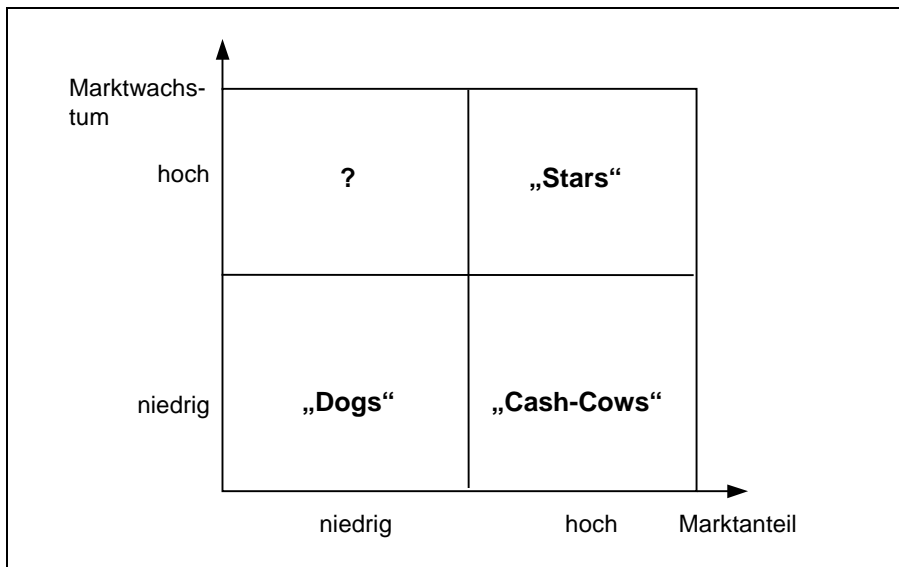 Marktwachs-
tum
hoch
?
„Stars“
niedrig
„Dogs“
„Cash-Cows“
niedrig
hoch
Marktanteil